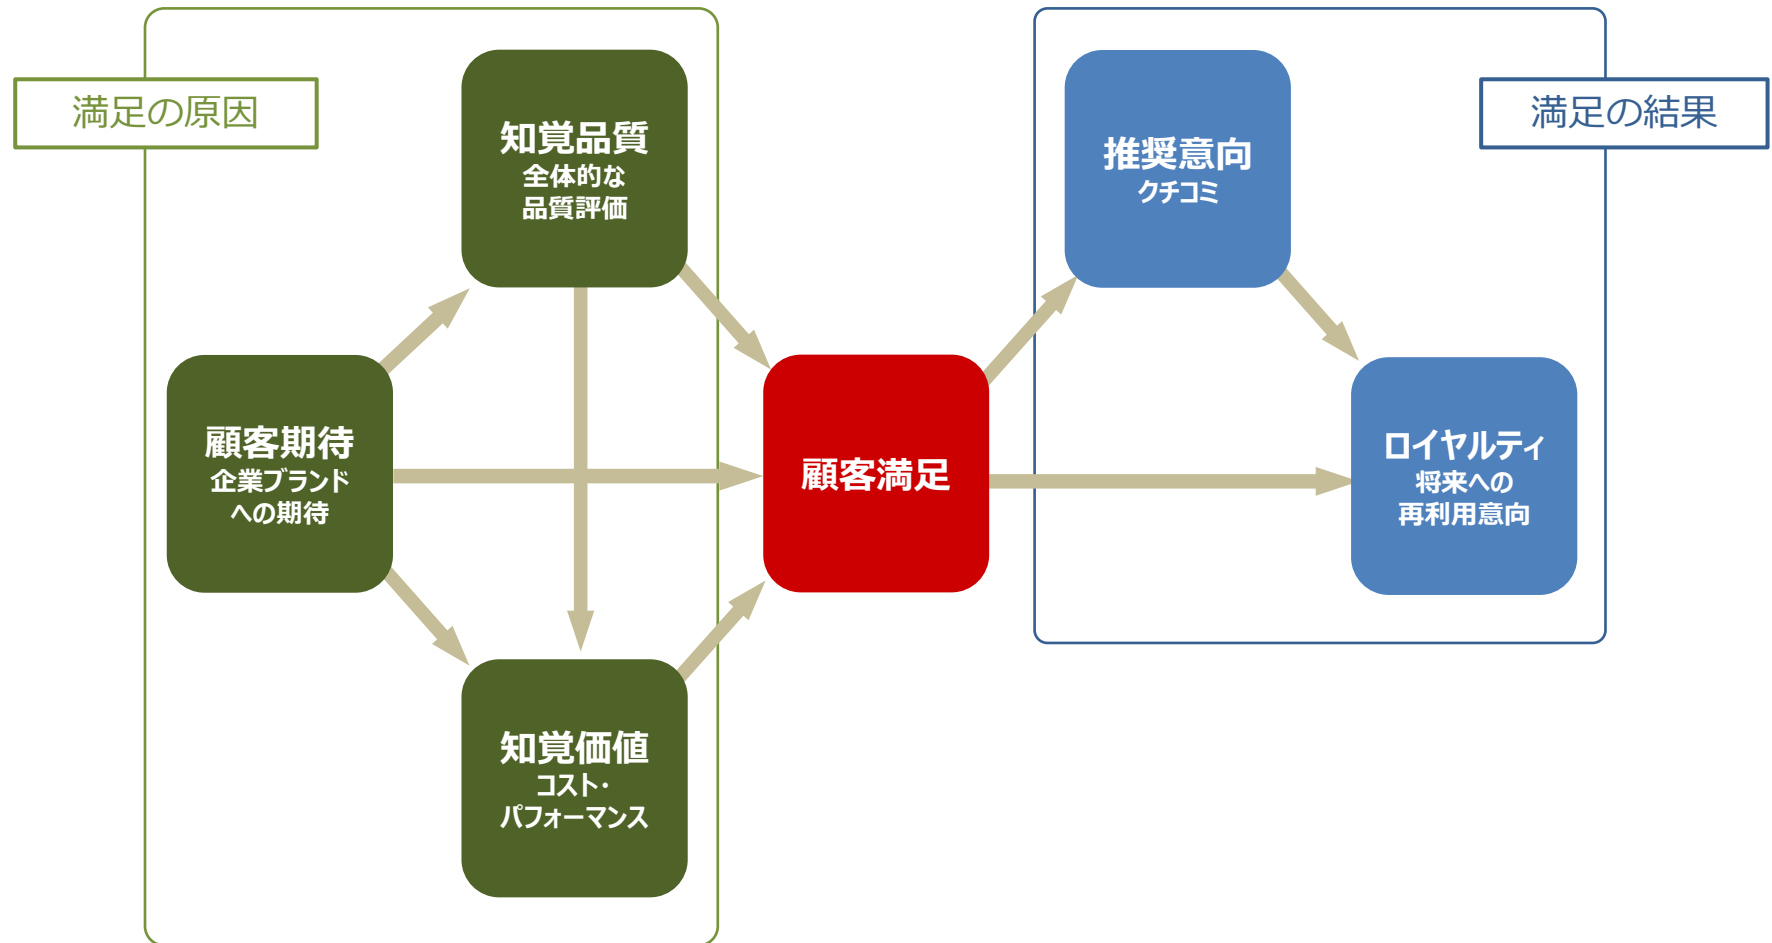 満足の原因
知覚品質
全体的な
品質評価
顧客期待
企業ブランド
への期待
知覚価値
コスト・
パフォーマンス
顧客満足
満足の結果
推奨意向
クチコミ
ロイヤルティ
将来への
再利用意向